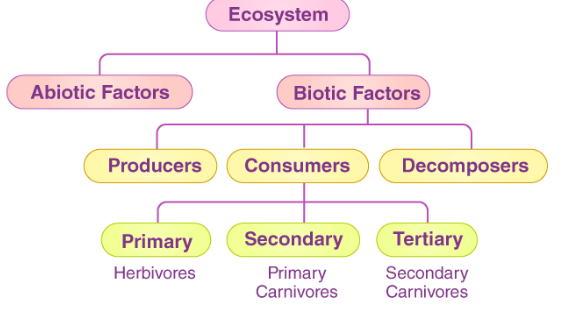 Ecosystem
Abiotic Factors
Biotic Factors
Producers
Consumers
Decomposers
Primary
Secondary
Tertiary
Herbivores
Primary
Carnivores
Secondary
Carnivores